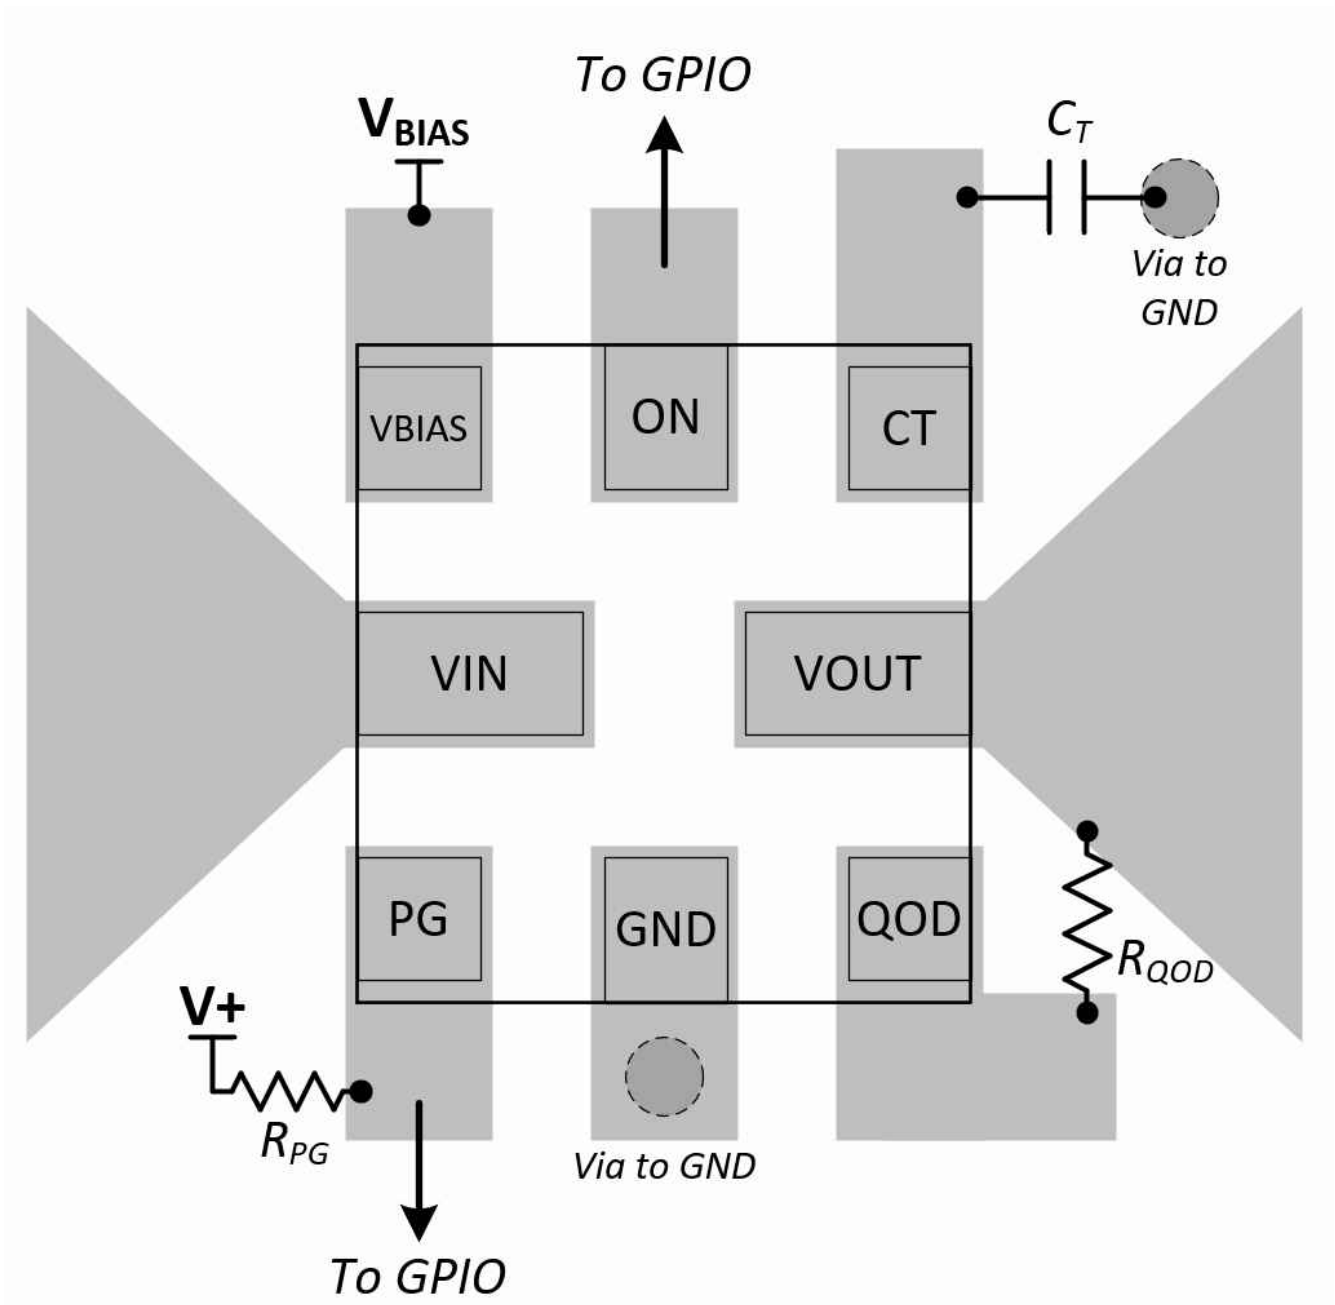 To GPIO
VBIAS
CT
Via to
GND
VBIAS
ON
CT
VIN
VOUT
PG
GND
QOD
RQOD
V+
RPG
Via to GND
To GPIO